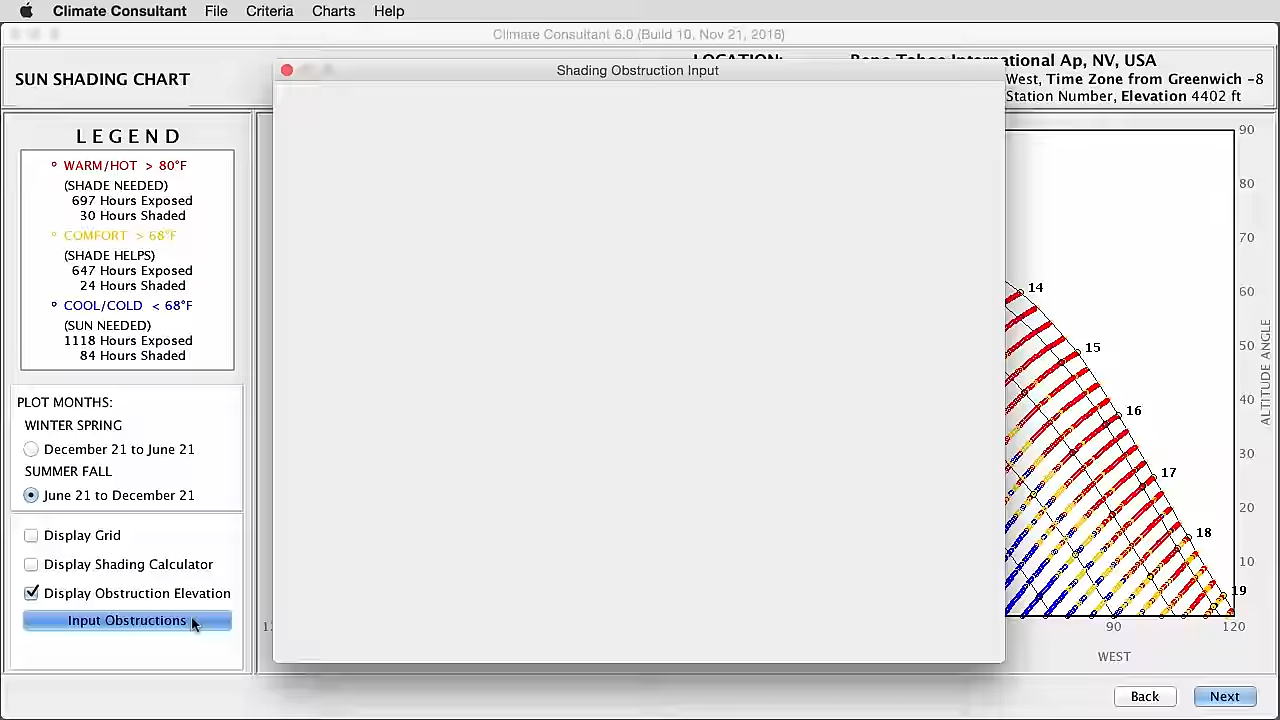 Climate Consultant File Criteria Charts Help
Climate Consultant 6.0 (Build 10, Nov 21, 2016)
SUN SHADING CHART
LOCATION: Reno Tahoe International Ap, NV, USA
West, Time Zone from Greenwich -8
Station Number, Elevation 4402 ft
Shading Obstruction Input
LEGEND
WARM/HOT > 80°F
(SHADE NEEDED)
697 Hours Exposed
30 Hours Shaded
COMFORT > 68°F
(SHADE HELPS)
647 Hours Exposed
24 Hours Shaded
COOL/COLD < 68°F
(SUN NEEDED)
1118 Hours Exposed
84 Hours Shaded
PLOT MONTHS:
WINTER SPRING
December 21 to June 21
SUMMER FALL
June 21 to December 21
Display Grid
Display Shading Calculator
Display Obstruction Elevation
Input Obstructions
90
80
70
60
50
40
30
20
10
ALTITUDE ANGLE
14
15
16
17
18
19
90 120
WEST
Back Next